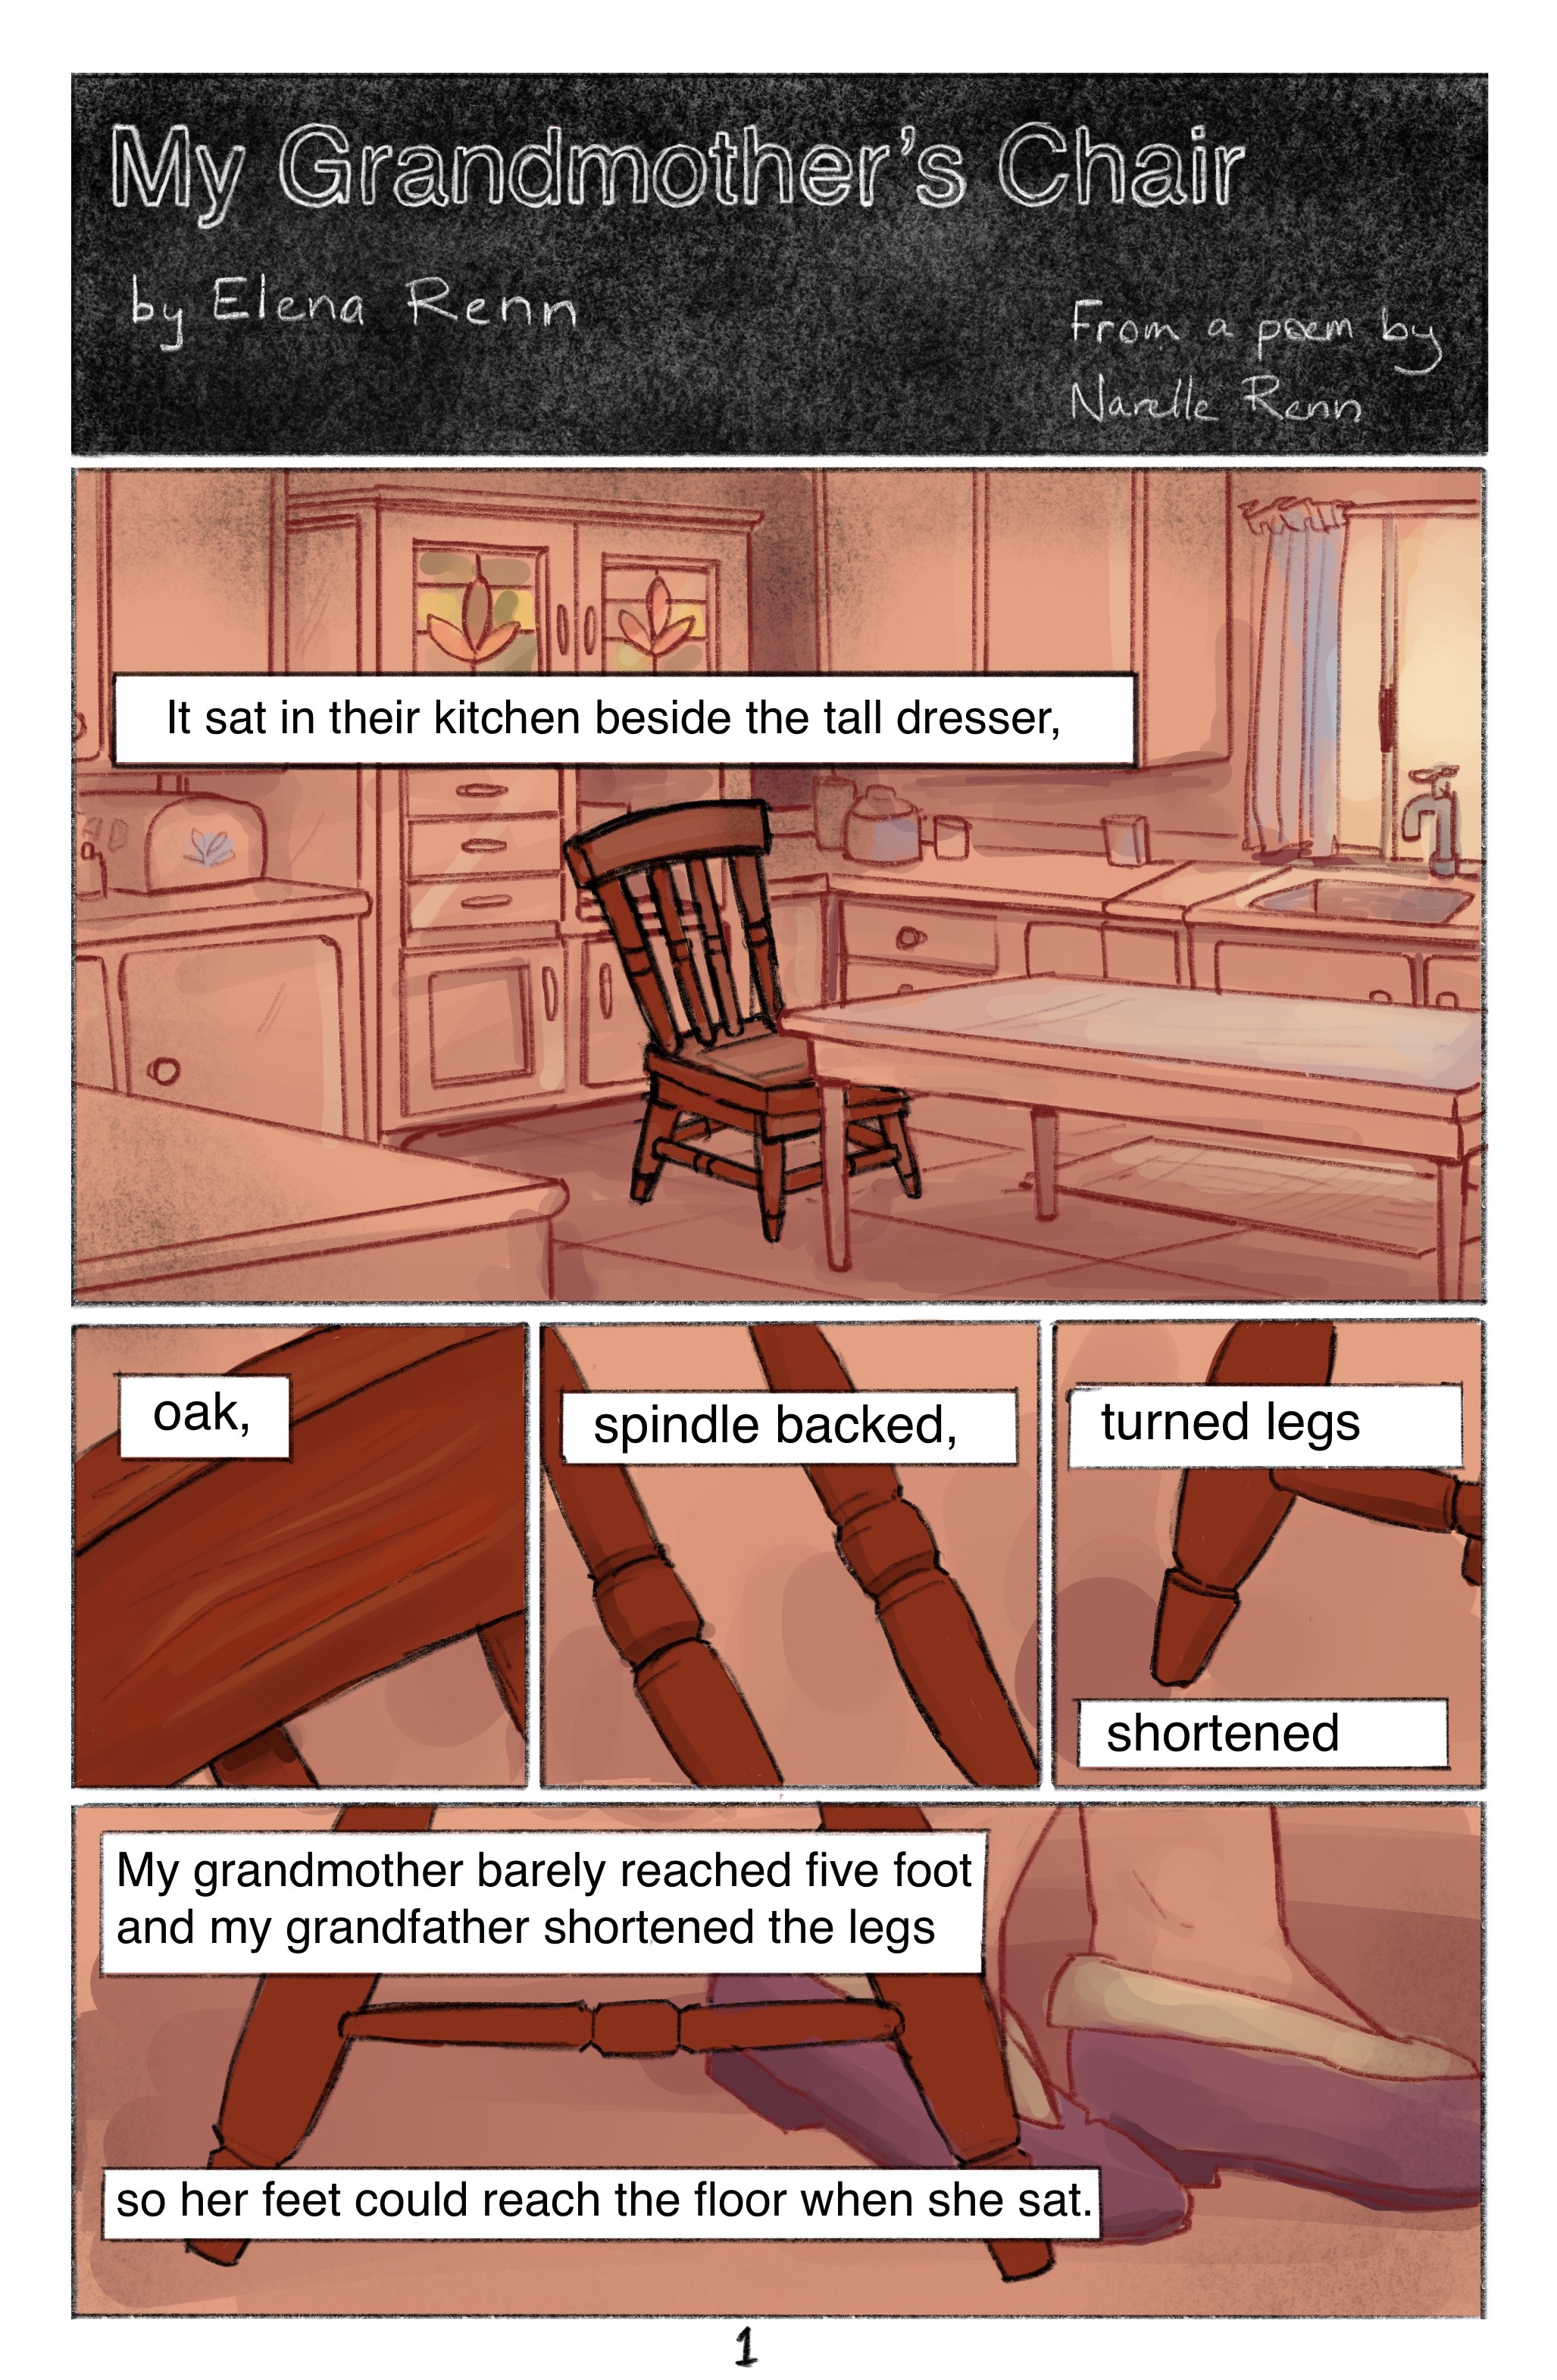 My Grandmother’s Chair
by Elena Renn
From a poem by
Narelle Renn
It sat in their kitchen beside the tall dresser,
oak,
spindle backed,
turned legs
shortened
My grandmother barely reached five foot
and my grandfather shortened the legs
so her feet could reach the floor when she sat.
1